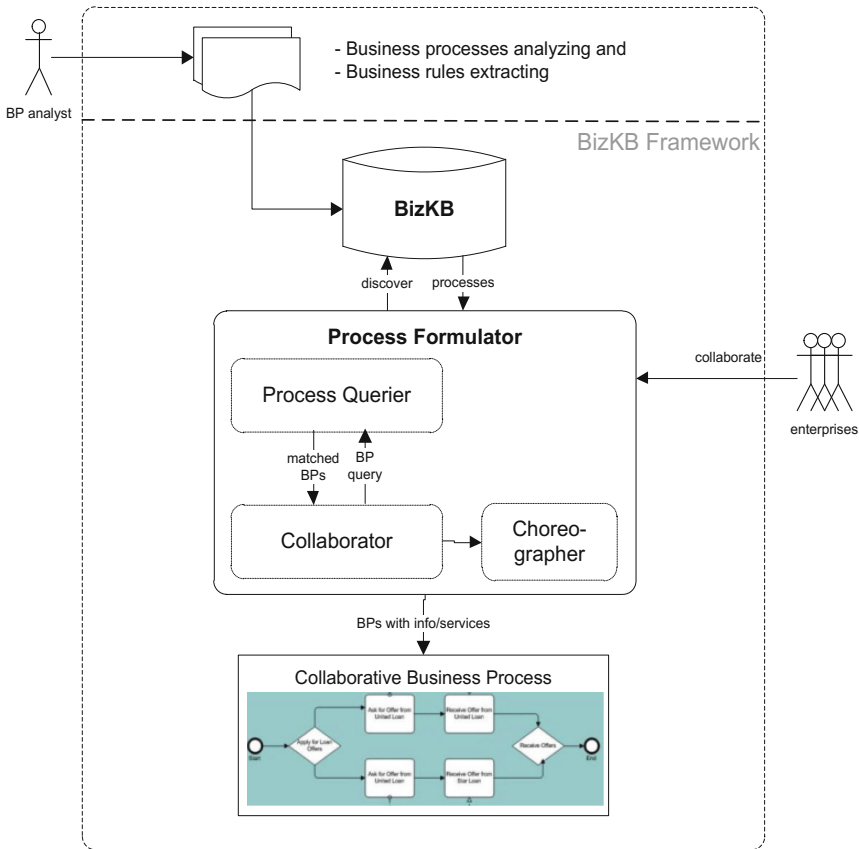 - Business processes analyzing and
- Business rules extracting
BP analyst
BizKB Framework
BizKB
discover
processes
Process Formulator
collaborate
Process Querier
enterprises
matched
BPs
BP
query
Collaborator
Choreo-
grapher
BPs with info/services
Collaborative Business Process
Ask for Offer from
United Loan
Receive Offer from
United Loan
Start
Apply for Loan
Offers
Receive Offers
End
Ask for Offer from
United Loan
Receive Offer from
Star Loan